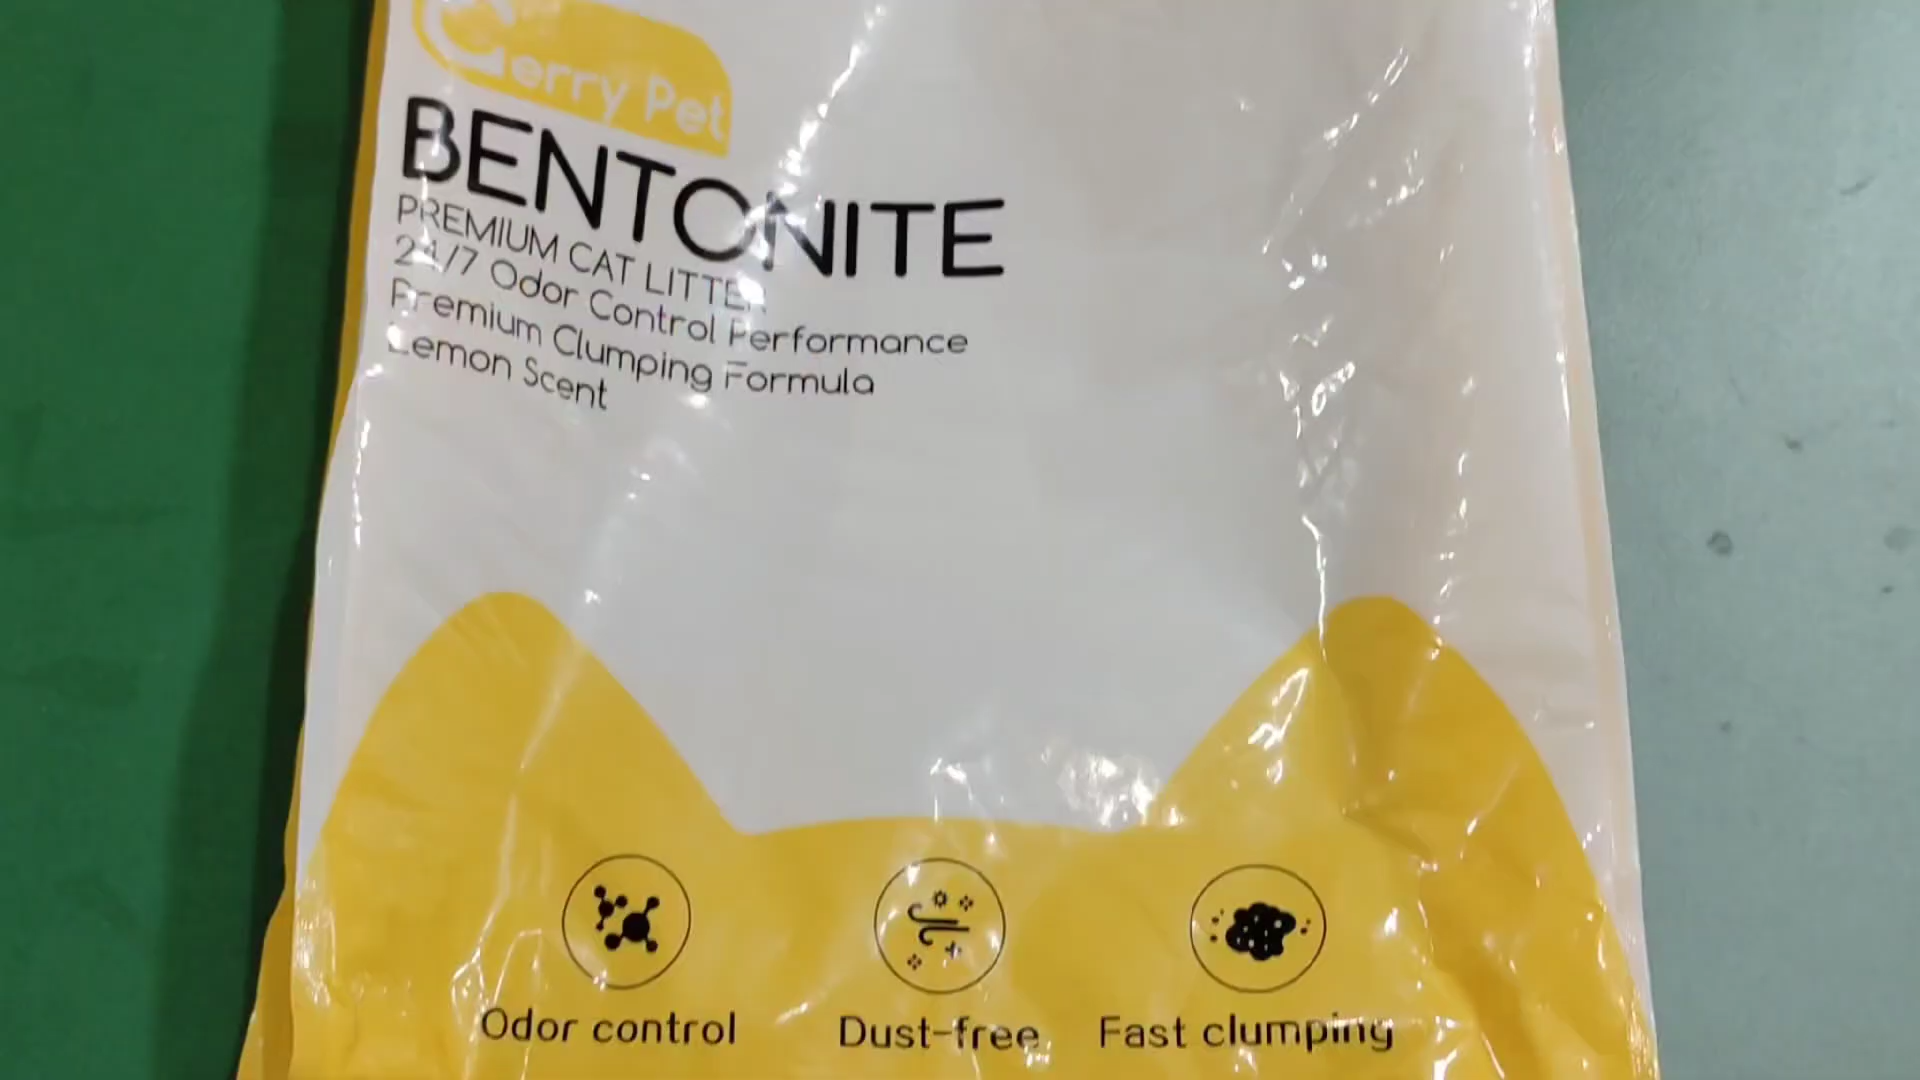 Cerry Pet
BENTONITE
PREMIUM CAT LITTER
24/7 Odor Control Performance
Premium Clumping Formula
Lemon Scent
Odor control
Dust-free
Fast clumping